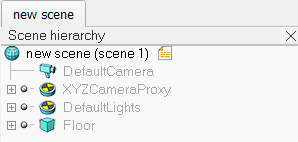 new scene
Scene hierarchy
new scene (scene 1)
DefaultCamera
XYZCameraProxy
DefaultLights
Floor